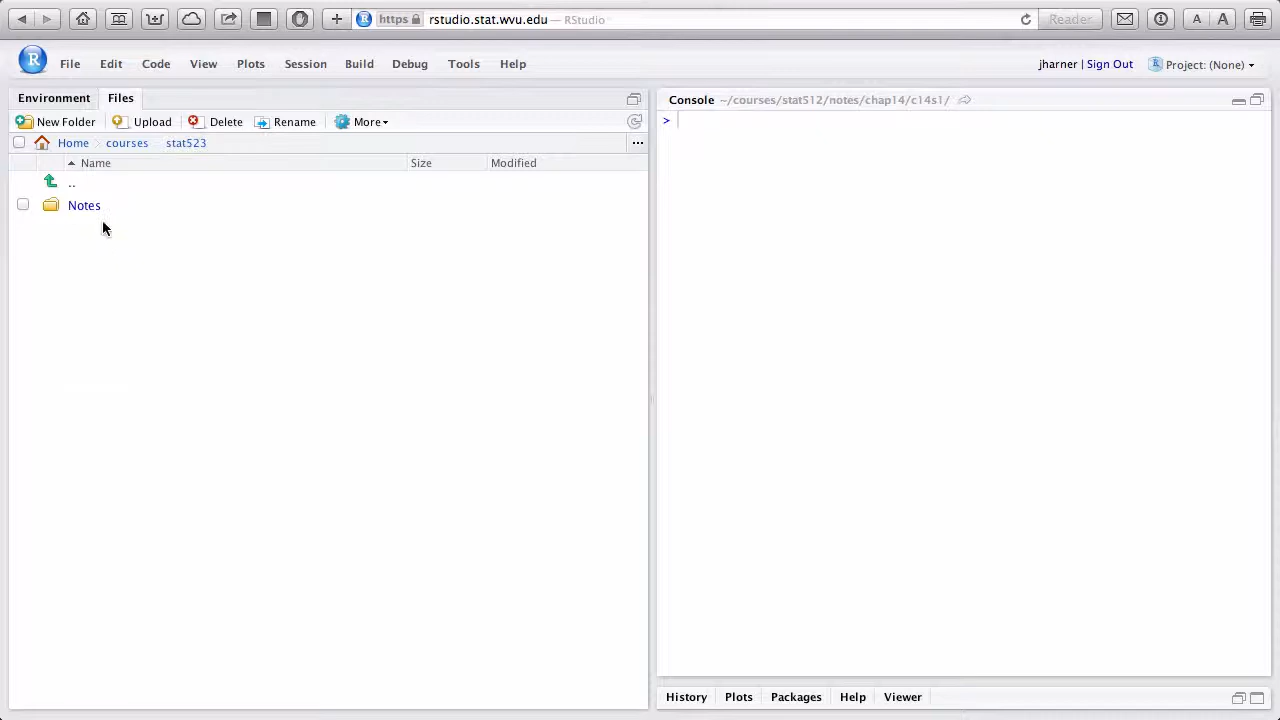 https rstudio.stat.wvu.edu — RStudio Reader A A
R File Edit Code View Plots Session Build Debug Tools Help jharner | Sign Out Project: (None)
Environment Files
New Folder Upload Delete Rename More
Home courses stat523 ...
Name Size Modified
..
Notes
Console ~/courses/stat512/notes/chap14/c14s1/
>
History Plots Packages Help Viewer